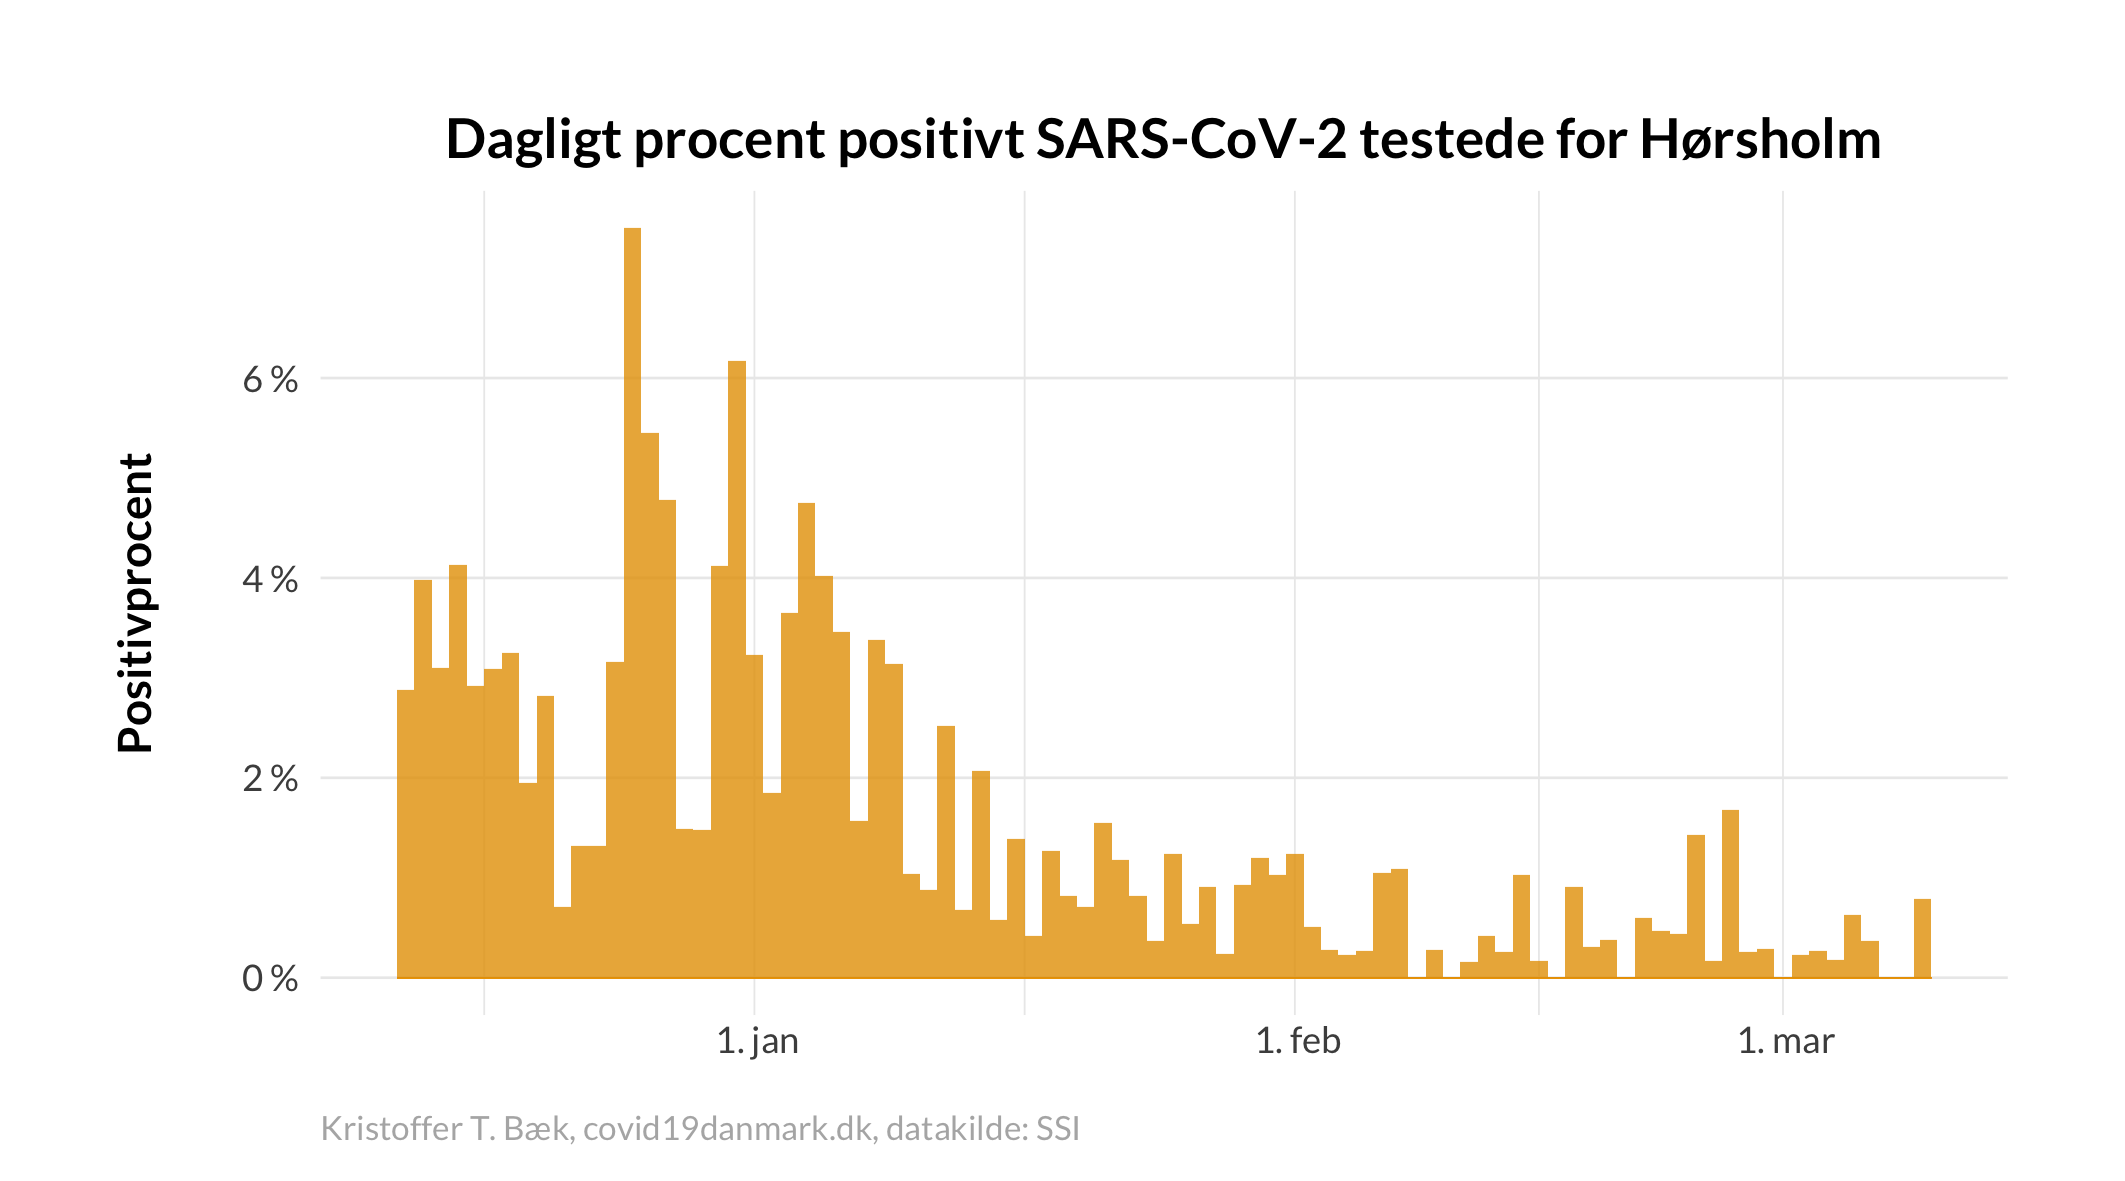 Dagligt procent positivt SARS-CoV-2 testede for Hørsholm
Positivprocent
6 %
4 %
2 %
0 %
1. jan
1. feb
1. mar
Kristoffer T. Bæk, covid19danmark.dk, datakilde: SSI